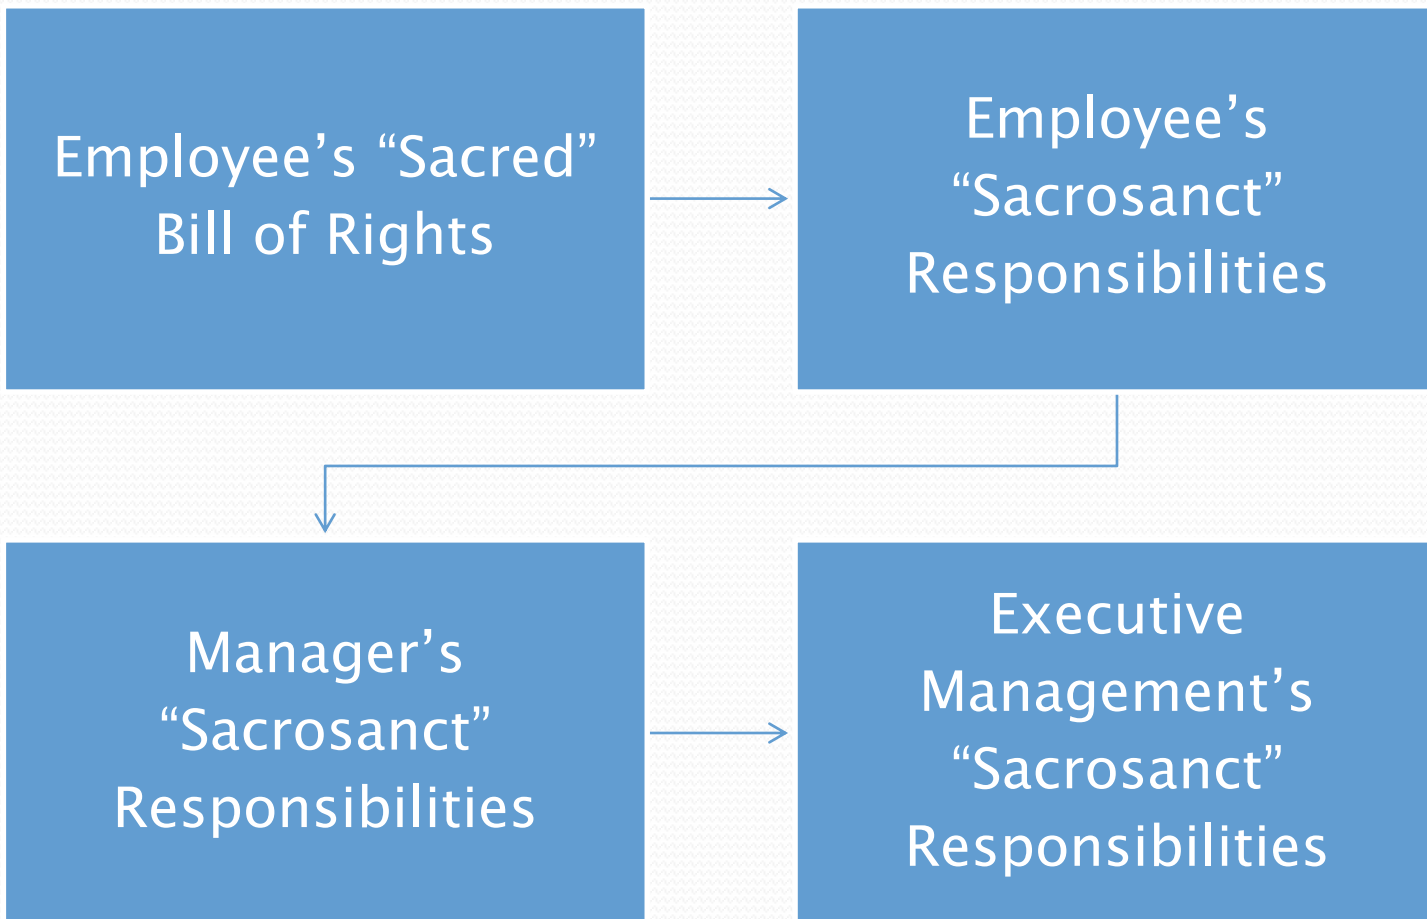 Employee’s “Sacred”
Bill of Rights
Employee’s
“Sacrosanct”
Responsibilities
Manager’s
“Sacrosanct”
Responsibilities
Executive
Management’s
“Sacrosanct”
Responsibilities